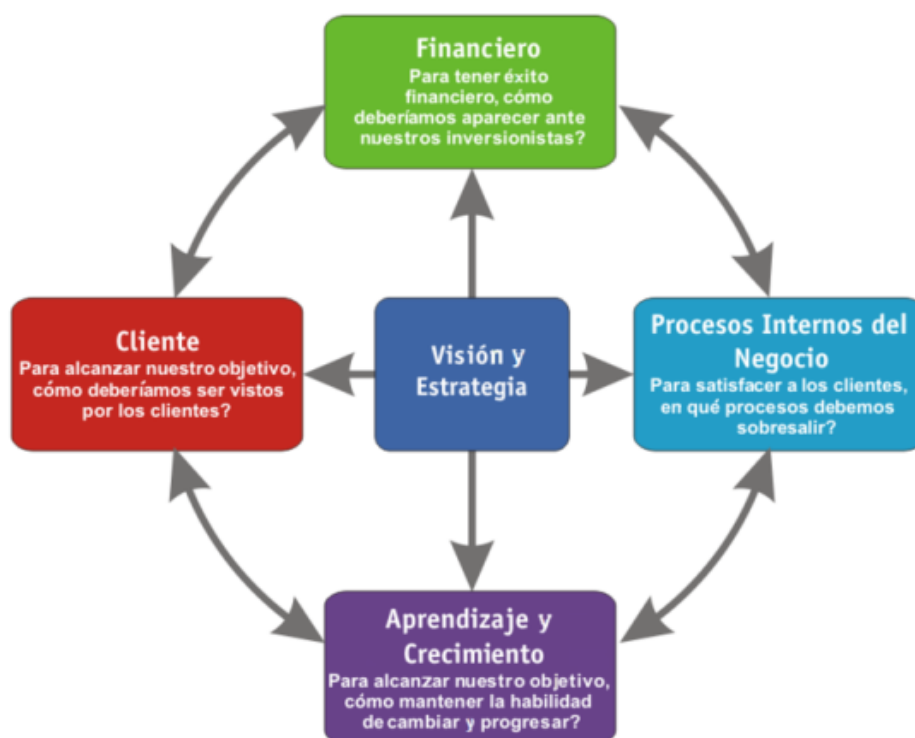 Financiero
Para tener éxito
financiero, cómo
deberíamos aparecer ante
nuestros inversionistas?
Cliente
Para alcanzar nuestro objetivo,
cómo deberíamos ser vistos
por los clientes?
Visión y
Estrategia
Procesos Internos del
Negocio
Para satisfacer a los clientes,
en qué procesos debemos
sobresalir?
Aprendizaje y
Crecimiento
Para alcanzar nuestro objetivo,
cómo mantener la habilidad
de cambiar y progresar?